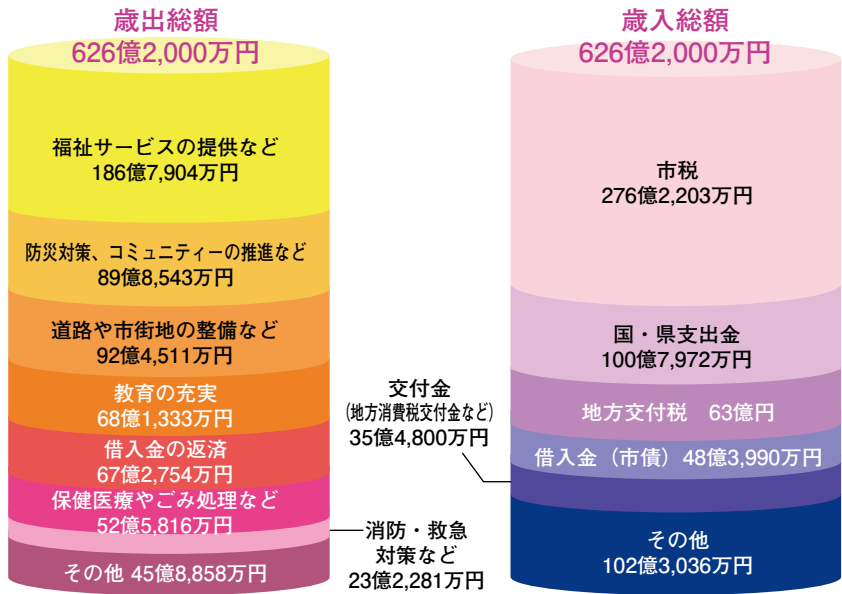 歳出総額
626億2,000万円
福祉サービスの提供など
186億7,904万円
防災対策、コミュニティーの推進など
89億8,543万円
道路や市街地の整備など
92億4,511万円
教育の充実
68億1,333万円
借入金の返済
67億2,754万円
保健医療やごみ処理など
52億5,816万円
消防・救急
対策など
23億2,281万円
その他 45億8,858万円
歳入総額
626億2,000万円
市税
276億2,203万円
国・県支出金
100億7,972万円
地方交付税 63億円
借入金（市債）48億3,990万円
交付金
(地方消費税交付金など)
35億4,800万円
その他
102億3,036万円